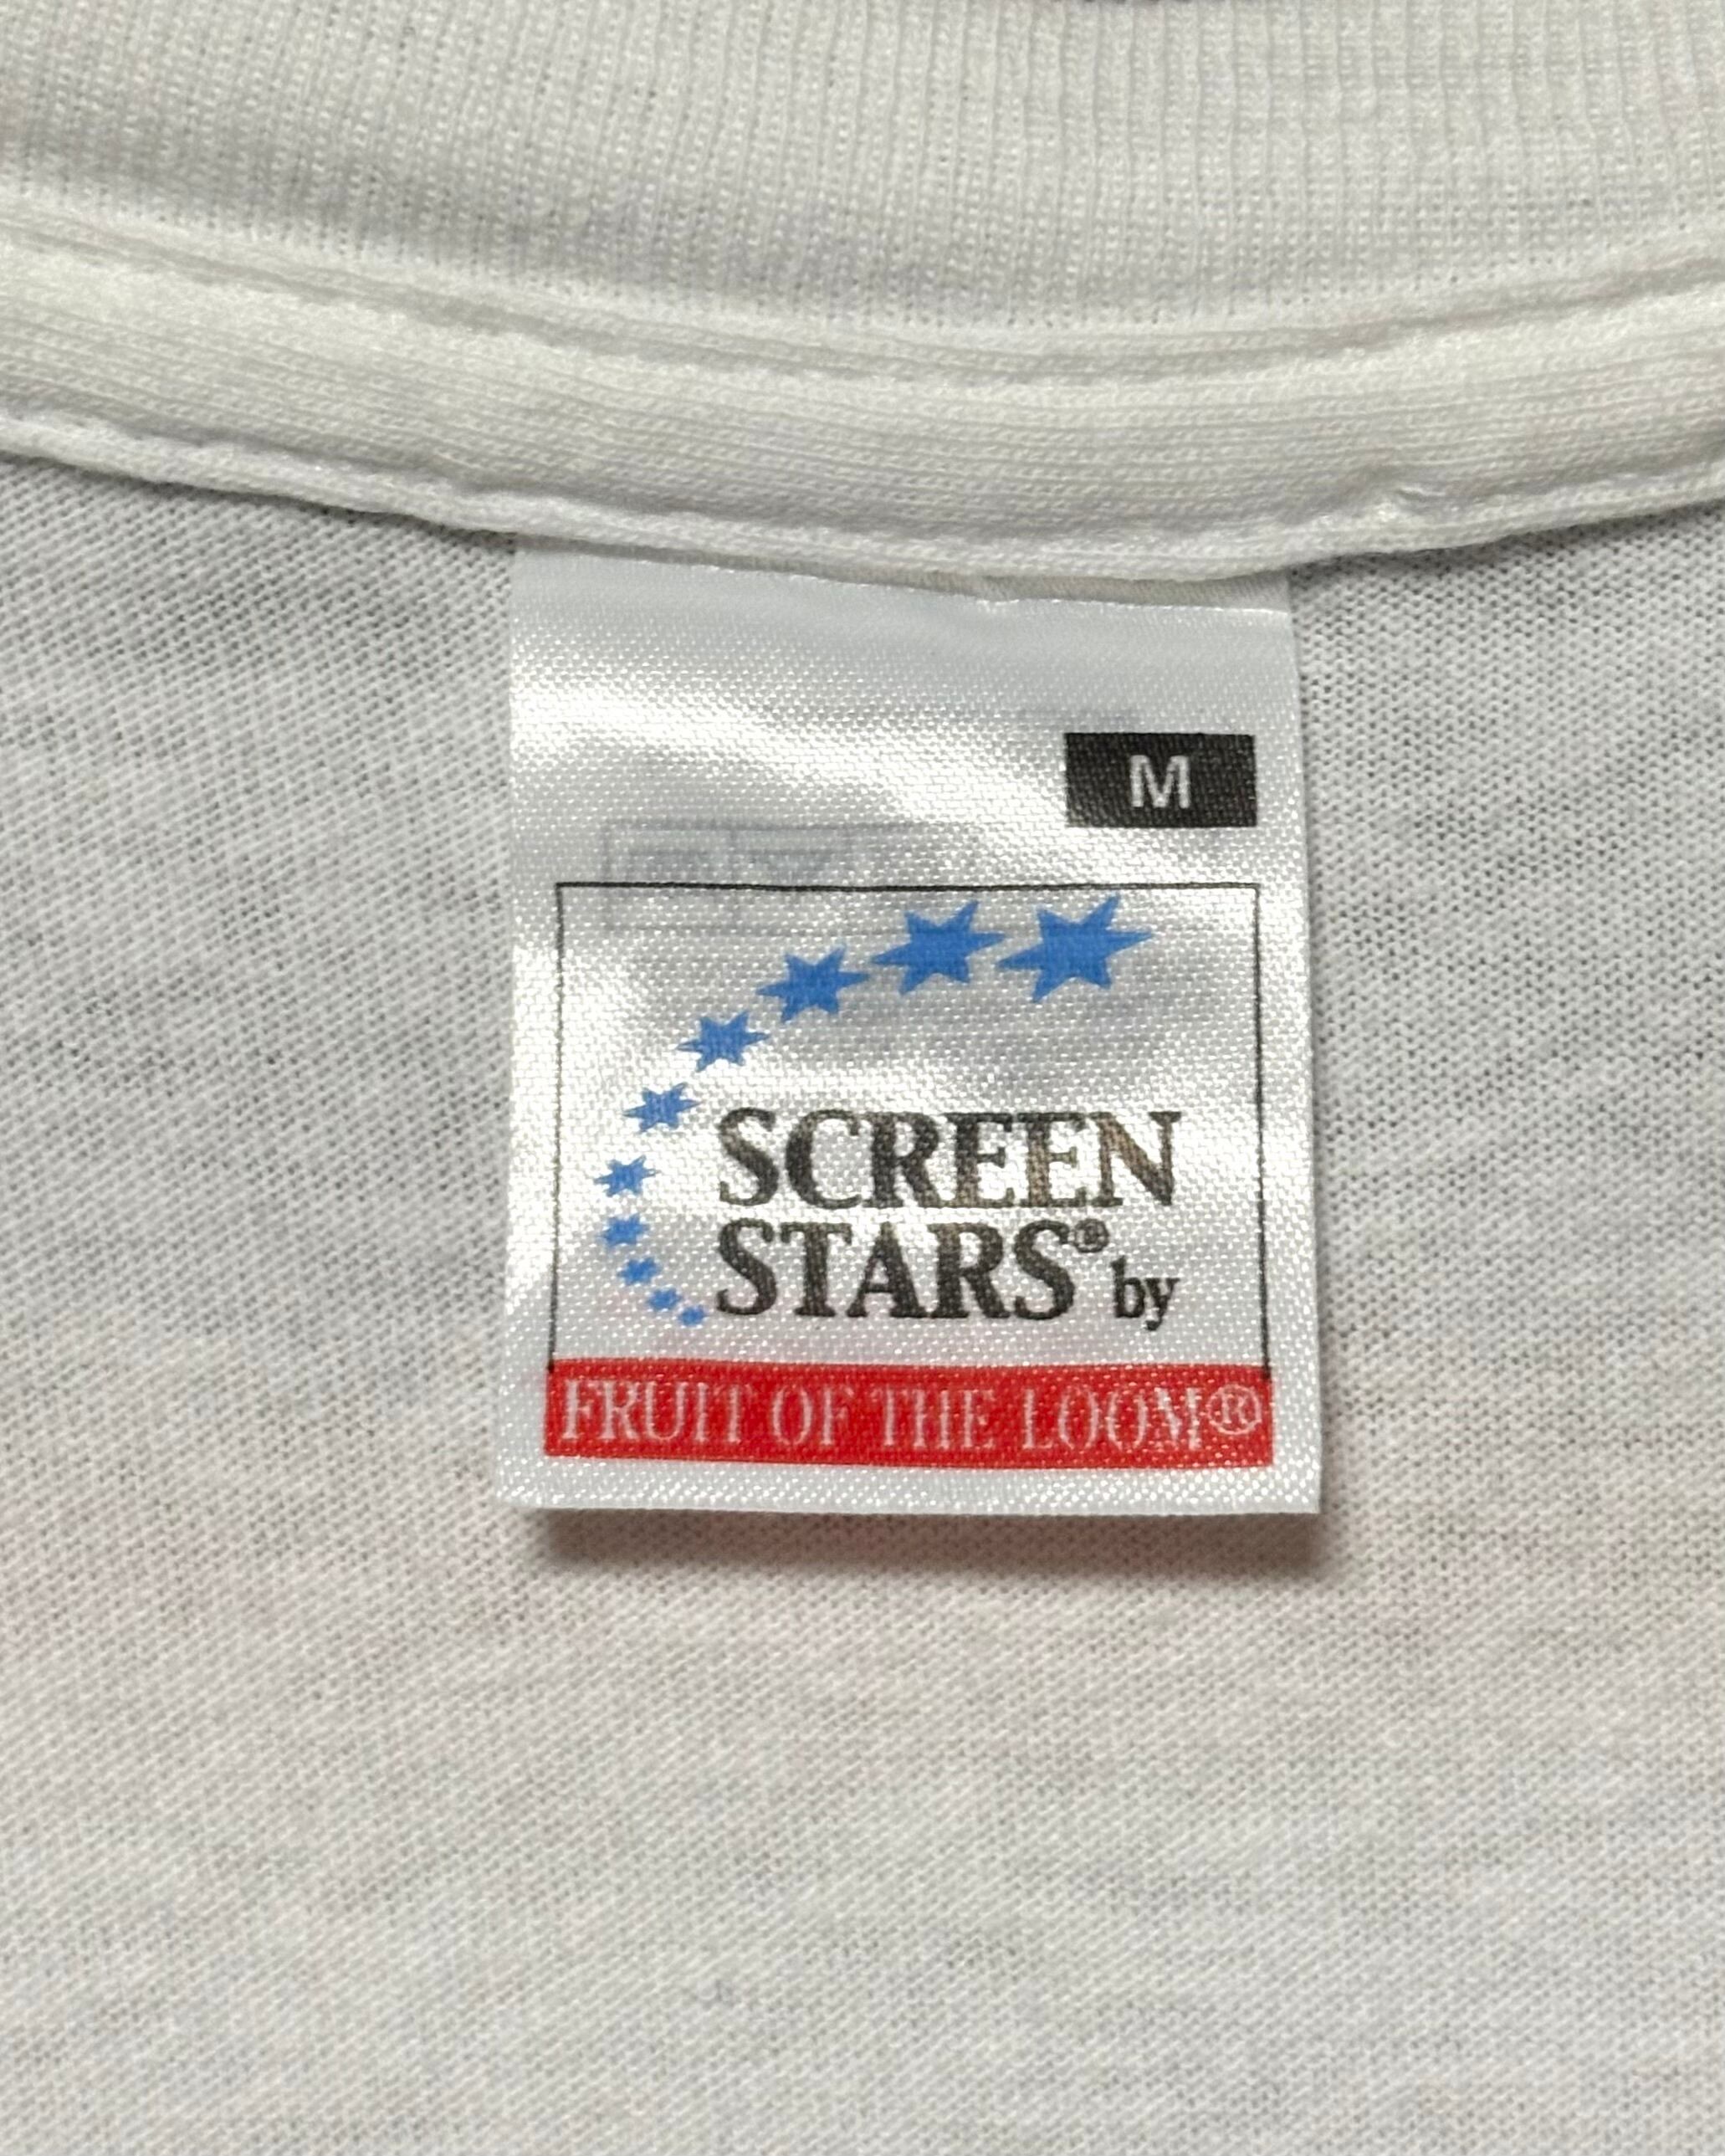 M
SCREEN
STARS® by
FRUIT OF THE LOOM®